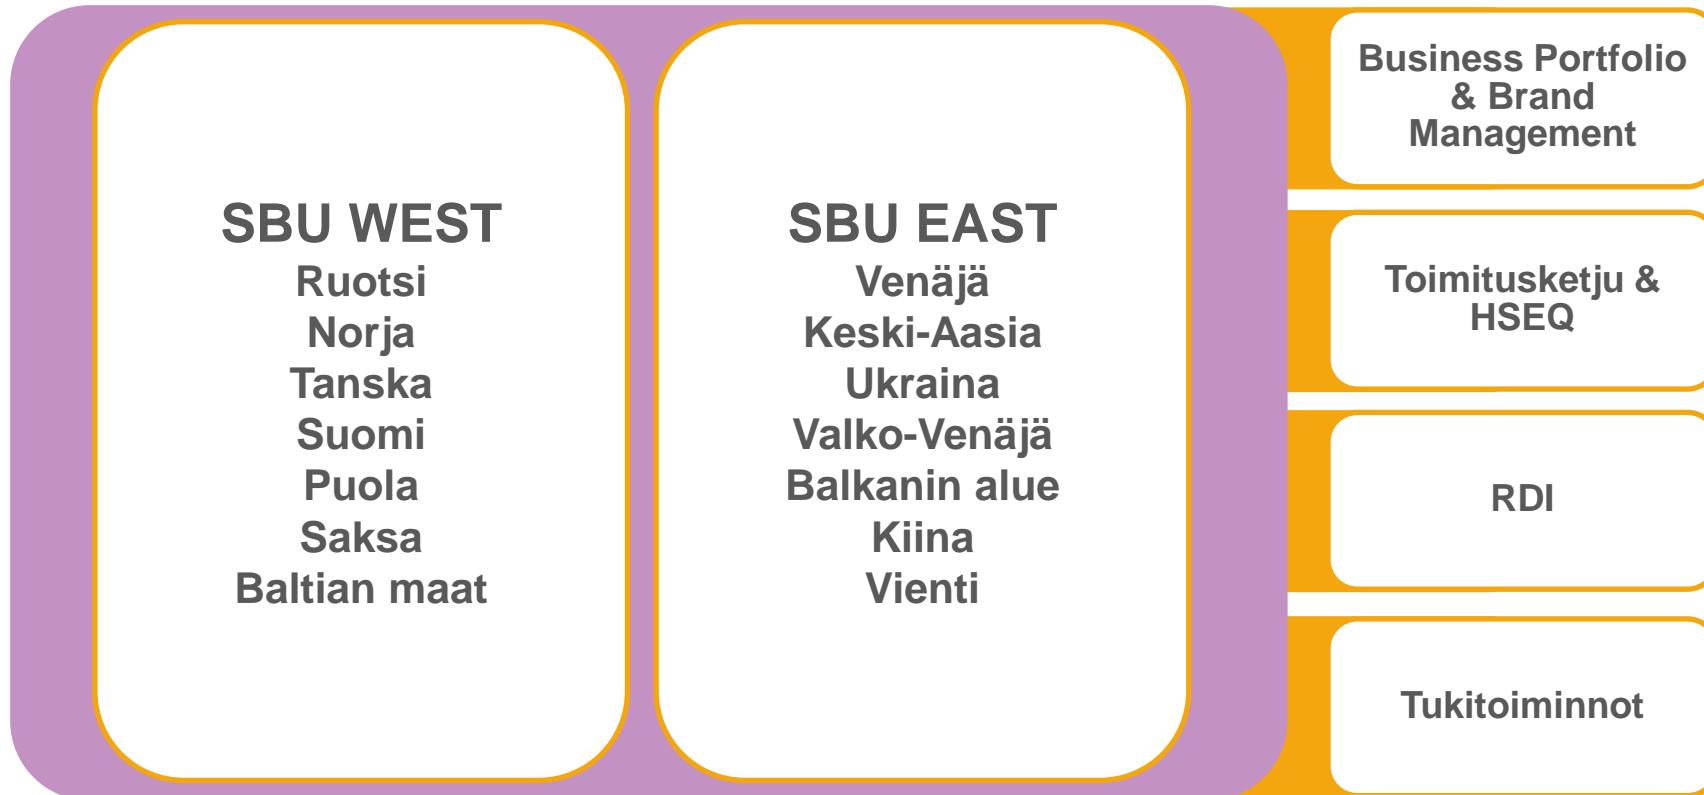 SBU WEST
Ruotsi
Norja
Tanska
Suomi
Puola
Saksa
Baltian maat
SBU EAST
Venäjä
Keski-Aasia
Ukraina
Valko-Venäjä
Balkanin alue
Kiina
Vienti
Business Portfolio
& Brand
Management
Toimitusketju &
HSEQ
RDI
Tukitoiminnot